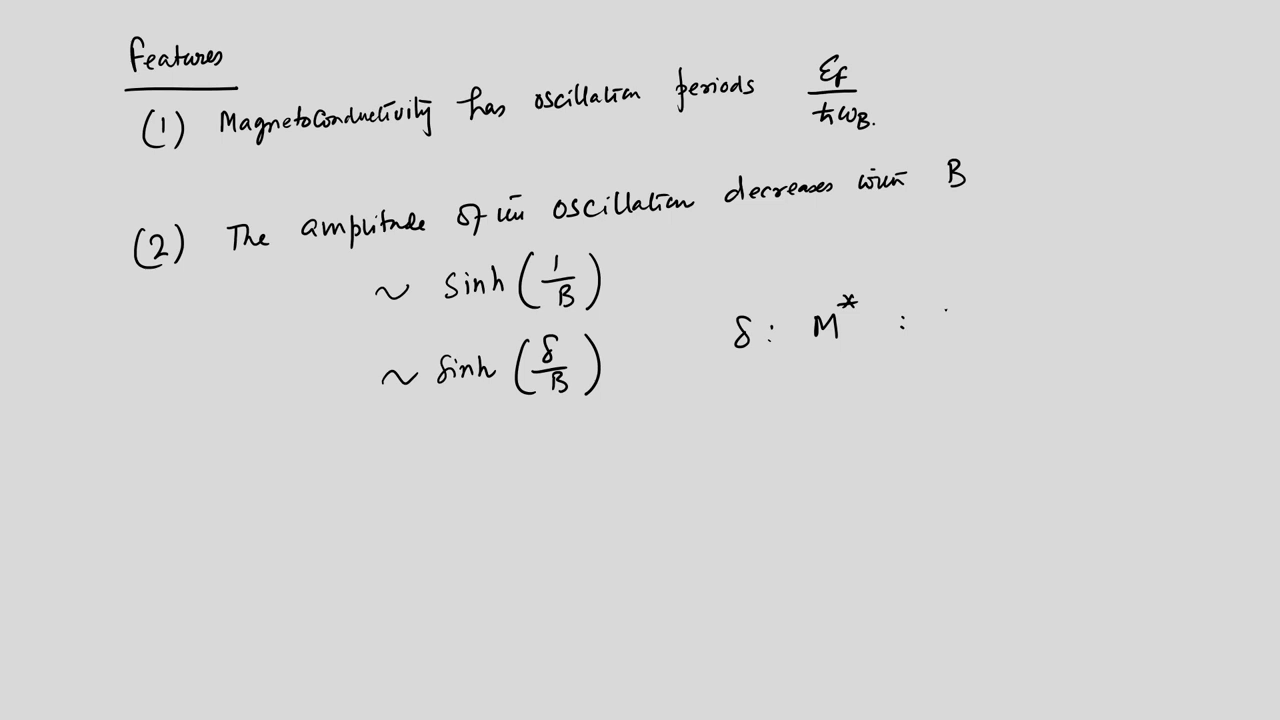 Features
(1) Magnetoconductivity has oscillation periods εF/ħωB.
(2) The amplitude of the oscillation decreases with B
~ Sinh (1/B)
~ Sinh (δ/B) δ : M* :